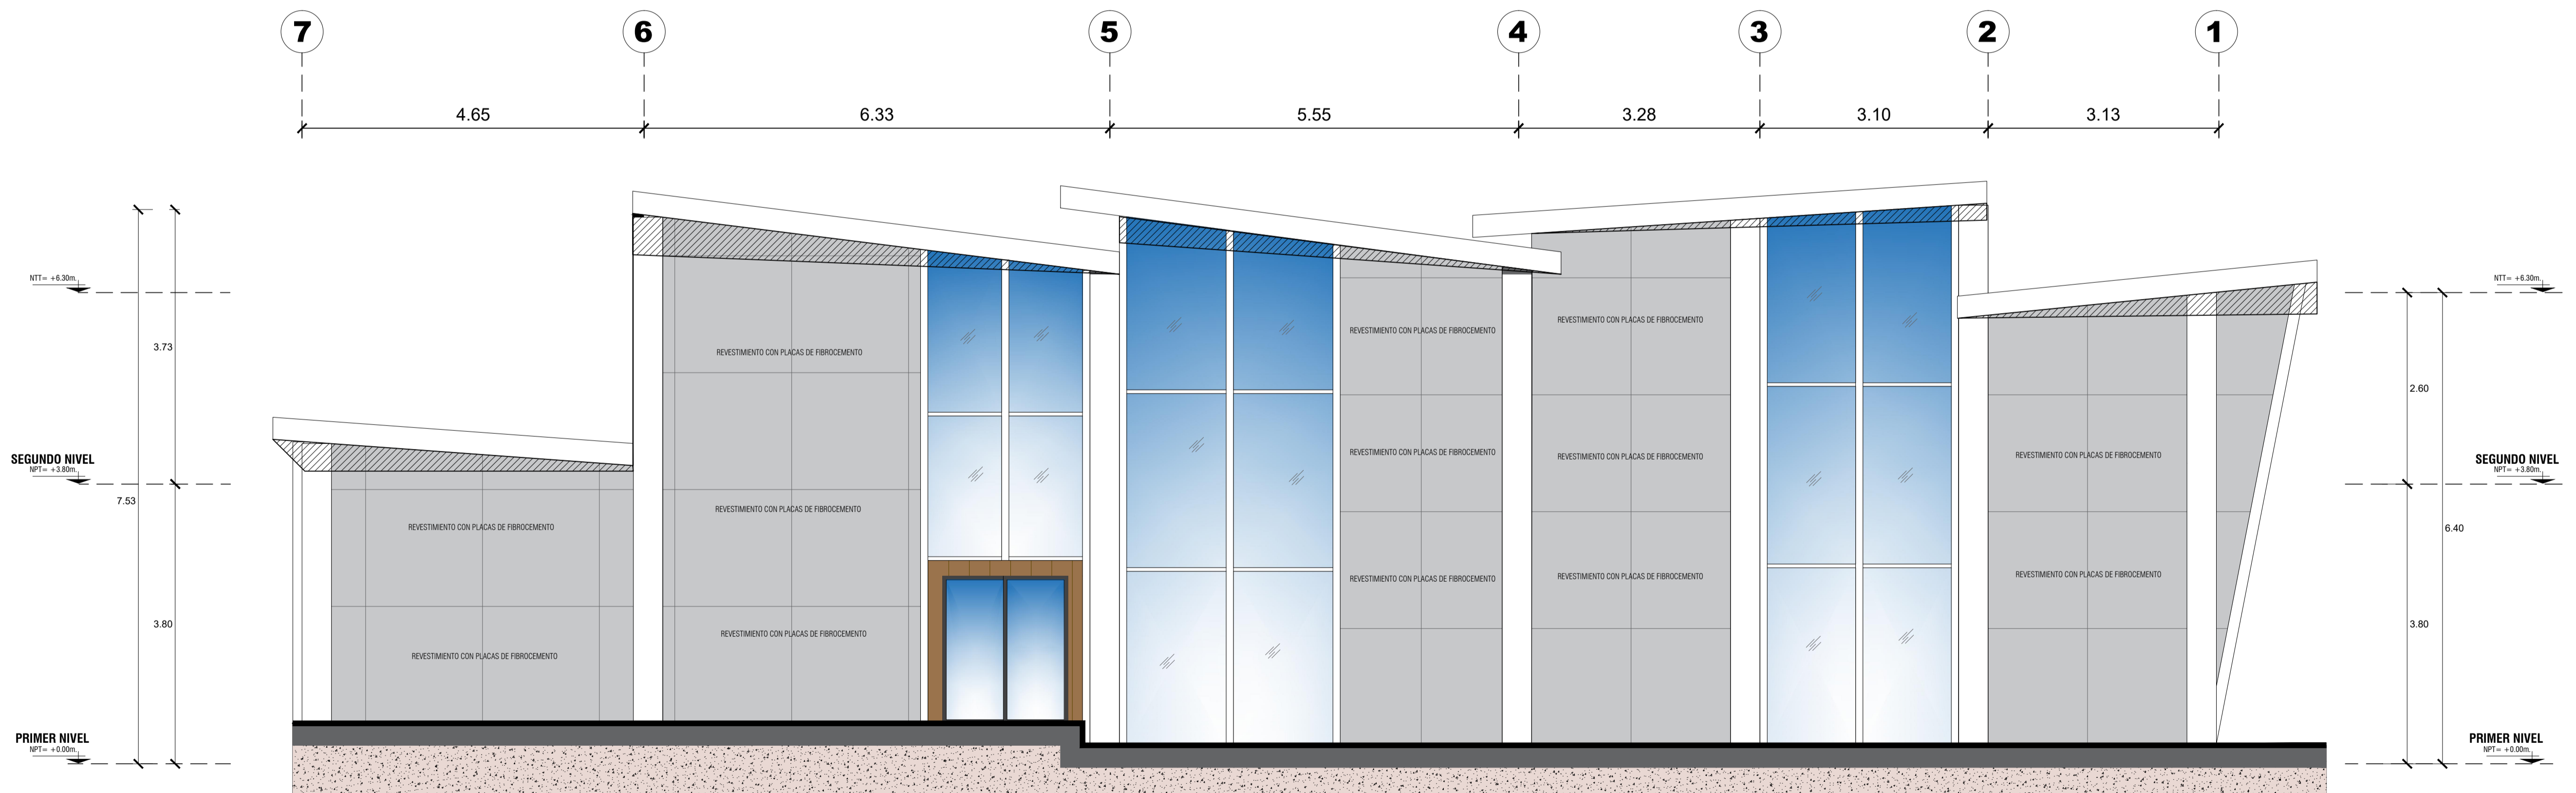 7 6 5 4 3 2 1
4.65 6.33 5.55 3.28 3.10 3.13
NTT= +6.30m.
NTT= +6.30m.
3.73
REVESTIMIENTO CON PLACAS DE FIBROCEMENTO
REVESTIMIENTO CON PLACAS DE FIBROCEMENTO
REVESTIMIENTO CON PLACAS DE FIBROCEMENTO
2.60
SEGUNDO NIVEL
NPT= +3.80m.
REVESTIMIENTO CON PLACAS DE FIBROCEMENTO
REVESTIMIENTO CON PLACAS DE FIBROCEMENTO
REVESTIMIENTO CON PLACAS DE FIBROCEMENTO
SEGUNDO NIVEL
NPT= +3.80m.
7.53
REVESTIMIENTO CON PLACAS DE FIBROCEMENTO
REVESTIMIENTO CON PLACAS DE FIBROCEMENTO
6.40
REVESTIMIENTO CON PLACAS DE FIBROCEMENTO
REVESTIMIENTO CON PLACAS DE FIBROCEMENTO
REVESTIMIENTO CON PLACAS DE FIBROCEMENTO
3.80
REVESTIMIENTO CON PLACAS DE FIBROCEMENTO
3.80
REVESTIMIENTO CON PLACAS DE FIBROCEMENTO
PRIMER NIVEL
NPT= +0.00m.
PRIMER NIVEL
NPT= +0.00m.